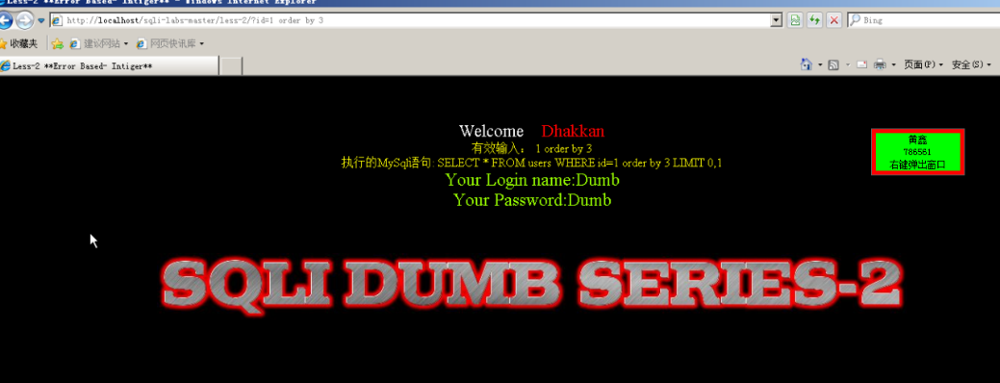 Less-2 **Error Based- Intiger** - Windows Internet Explorer
http://localhost/sqli-labs-master/less-2/?id=1 order by 3
Bing
收藏夹 建议网站 网页快讯库
Less-2 **Error Based- Intiger**
页面(P) 安全(S)
Welcome Dhakkan
有效输入: 1 order by 3
执行的MySql语句: SELECT * FROM users WHERE id=1 order by 3 LIMIT 0,1
Your Login name:Dumb
Your Password:Dumb
黄鑫
786561
右键弹出窗口
SQLI DUMB SERIES-2